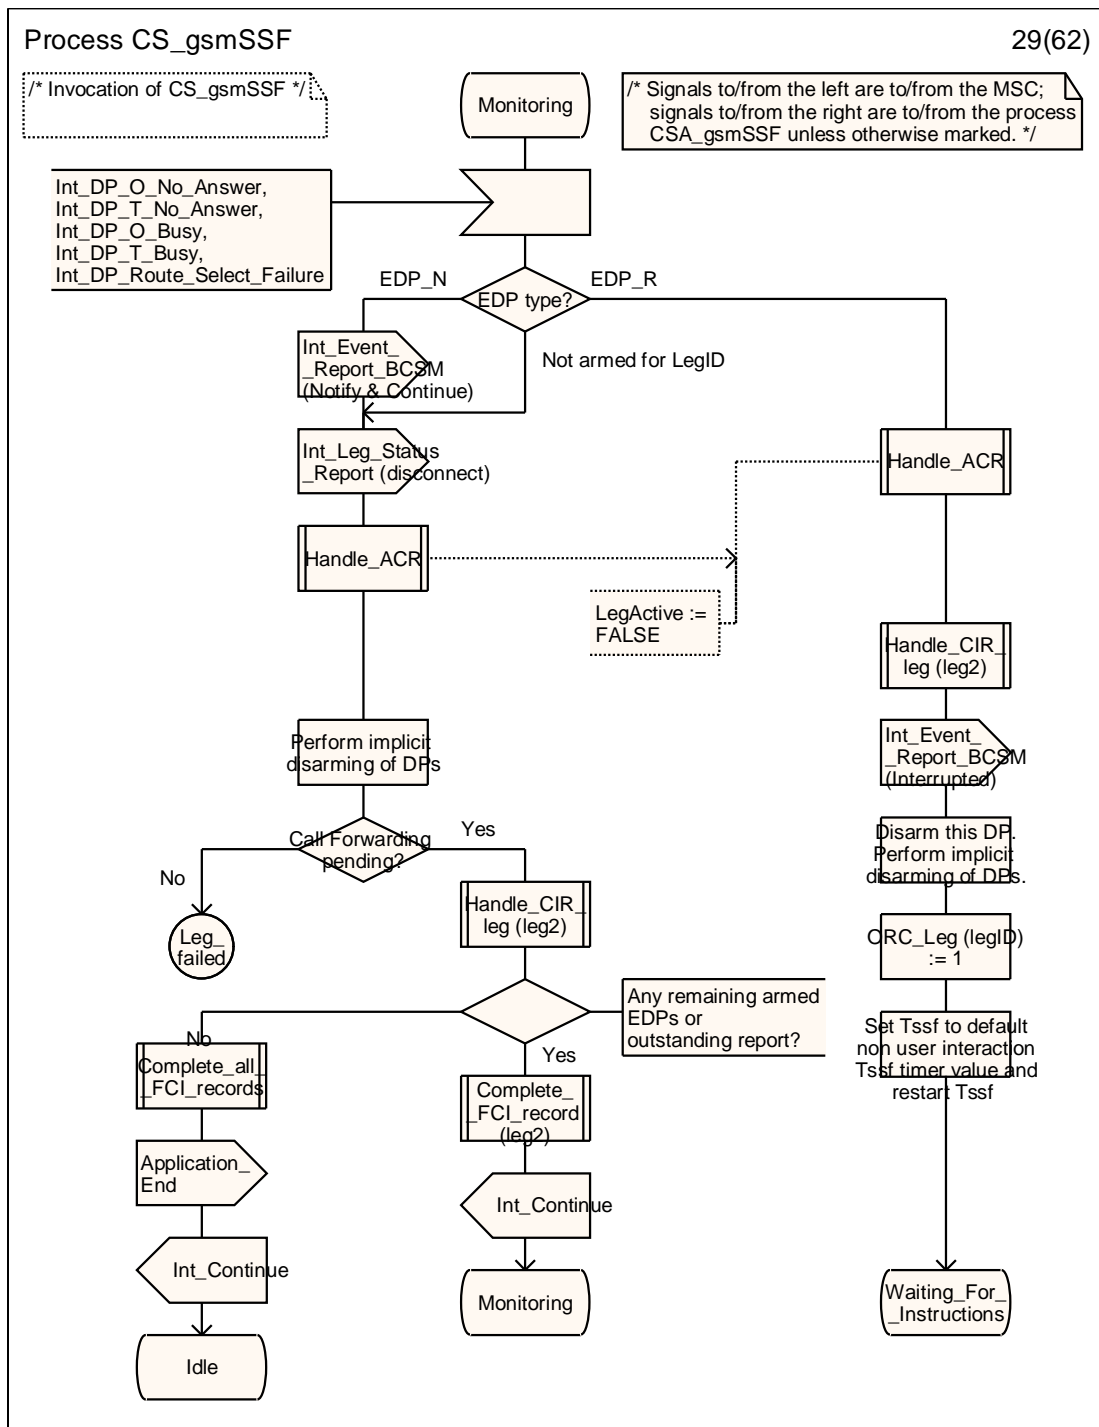 Process CS_gsmSSF
29(62)
/* Invocation of CS_gsmSSF */
Monitoring
/* Signals to/from the left are to/from the MSC;
signals to/from the right are to/from the process
CSA_gsmSSF unless otherwise marked. */
Int_DP_O_No_Answer,
Int_DP_T_No_Answer,
Int_DP_O_Busy,
Int_DP_T_Busy,
Int_DP_Route_Select_Failure
EDP_N
EDP type?
EDP_R
Int_Event_
_Report_BCSM
(Notify & Continue)
Not armed for LegID
Int_Leg_Status
_Report (disconnect)
Handle_ACR
Handle_ACR
LegActive :=
FALSE
Handle_CIR_
leg (leg2)
Int_Event_
_Report_BCSM
(Interrupted)
Perform implicit
disarming of DPs
Call Forwarding
pending?
Yes
No
Disarm this DP.
Perform implicit
disarming of DPs.
Handle_CIR_
leg (leg2)
Leg_
failed
ORC_Leg (legID)
:= 1
Any remaining armed
EDPs or
outstanding report?
No
Yes
Set Tssf to default
non user interaction
Tssf timer value and
restart Tssf
Complete_all_
_FCI_records
Complete_
_FCI_record
(leg2)
Application_
End
Int_Continue
Int_Continue
Monitoring
Waiting_For_
_Instructions
Idle